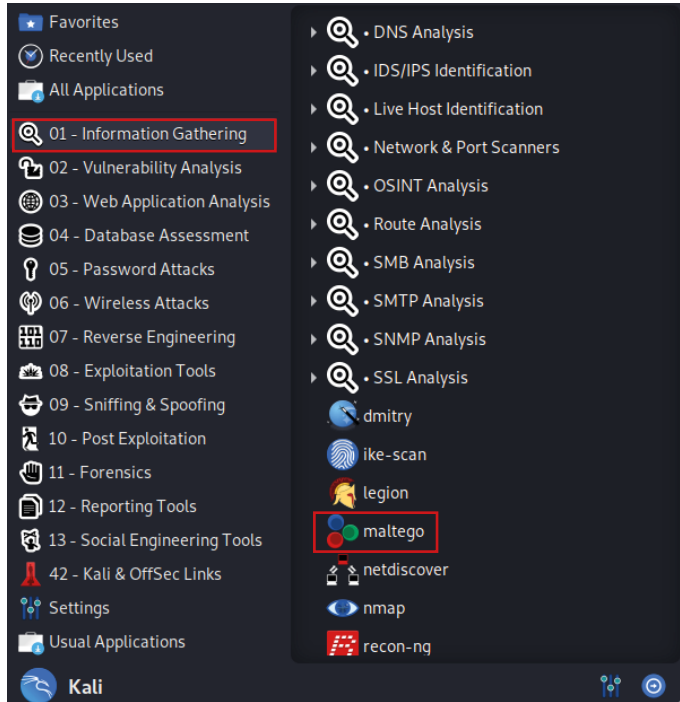 Favorites
Recently Used
All Applications
01 - Information Gathering
02 - Vulnerability Analysis
03 - Web Application Analysis
04 - Database Assessment
05 - Password Attacks
06 - Wireless Attacks
07 - Reverse Engineering
08 - Exploitation Tools
09 - Sniffing & Spoofing
10 - Post Exploitation
11 - Forensics
12 - Reporting Tools
13 - Social Engineering Tools
42 - Kali & OffSec Links
Settings
Usual Applications
• DNS Analysis
• IDS/IPS Identification
• Live Host Identification
• Network & Port Scanners
• OSINT Analysis
• Route Analysis
• SMB Analysis
• SMTP Analysis
• SNMP Analysis
• SSL Analysis
dmitry
ike-scan
legion
maltego
netdiscover
nmap
recon-ng
Kali